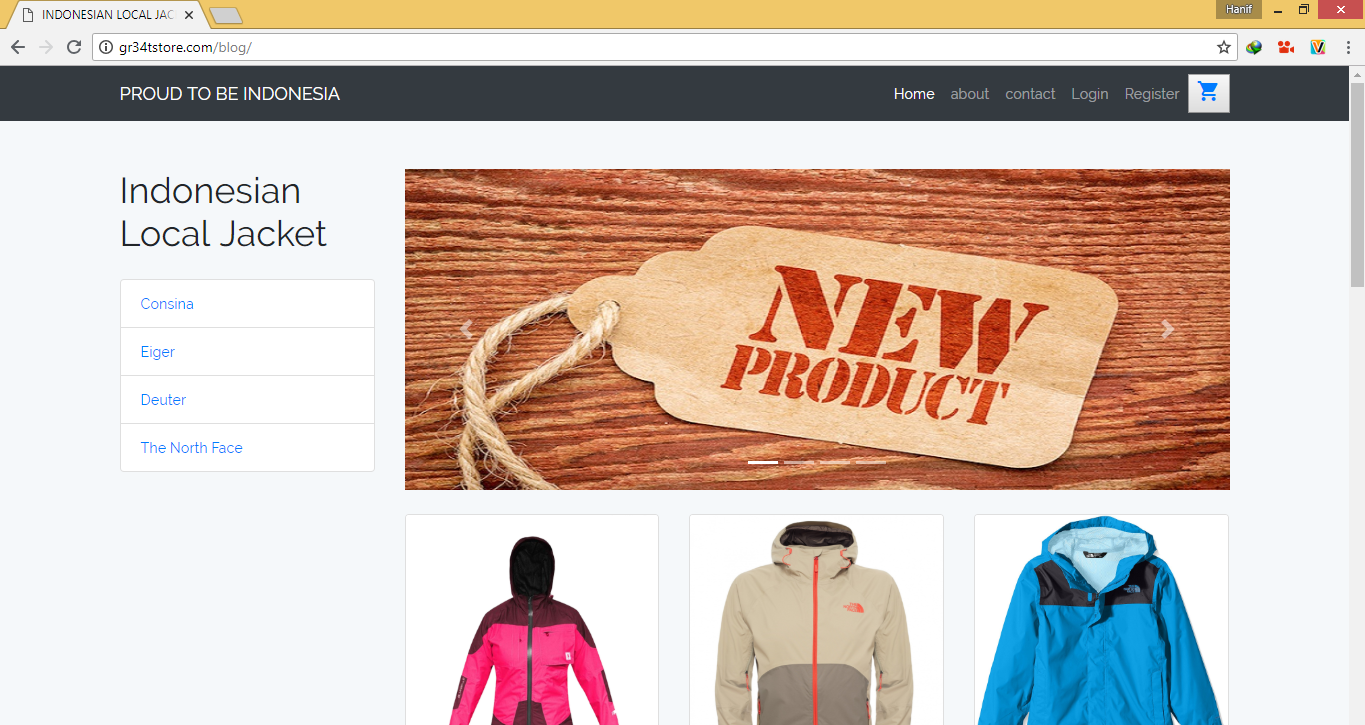 INDONESIAN LOCAL JAC
Hanif
gr34tstore.com/blog/
PROUD TO BE INDONESIA
Home
about
contact
Login
Register
Indonesian
Local Jacket
Consina
Eiger
Deuter
The North Face
NEW
PRODUCT